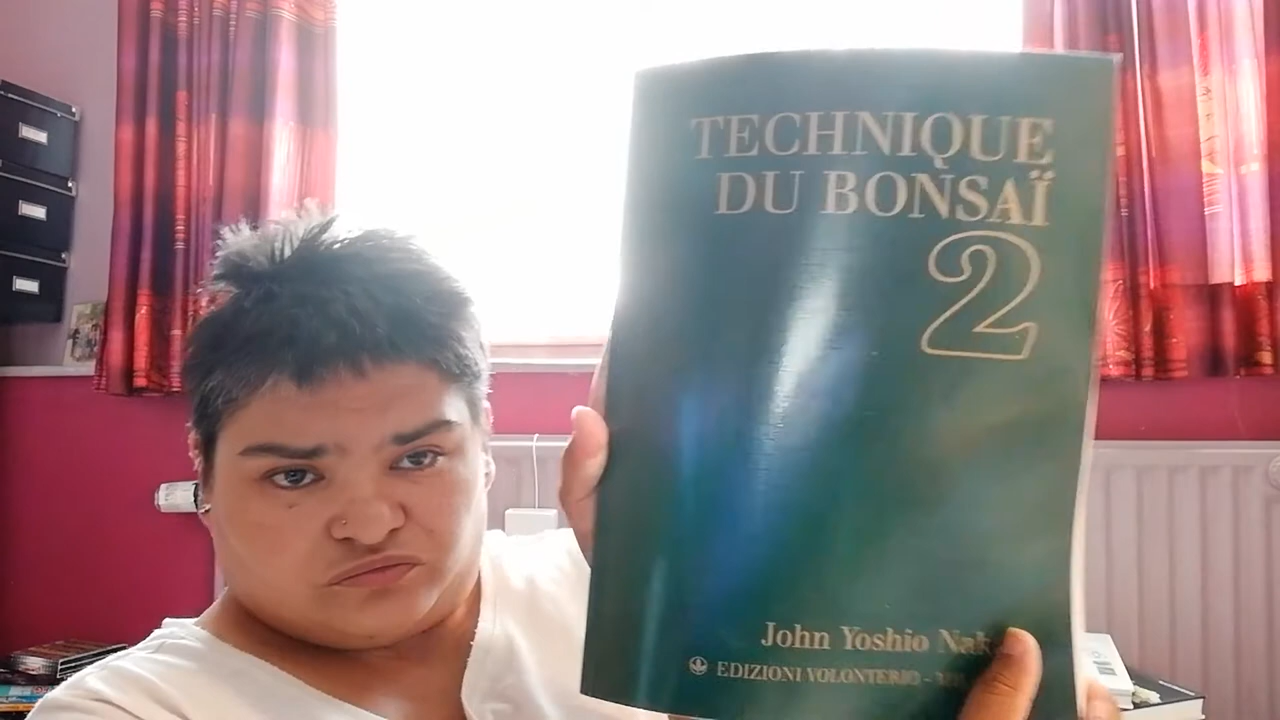 TECHNIQUE
DU BONSAÏ
2
John Yoshio
EDIZIONI VOLONTERIO -